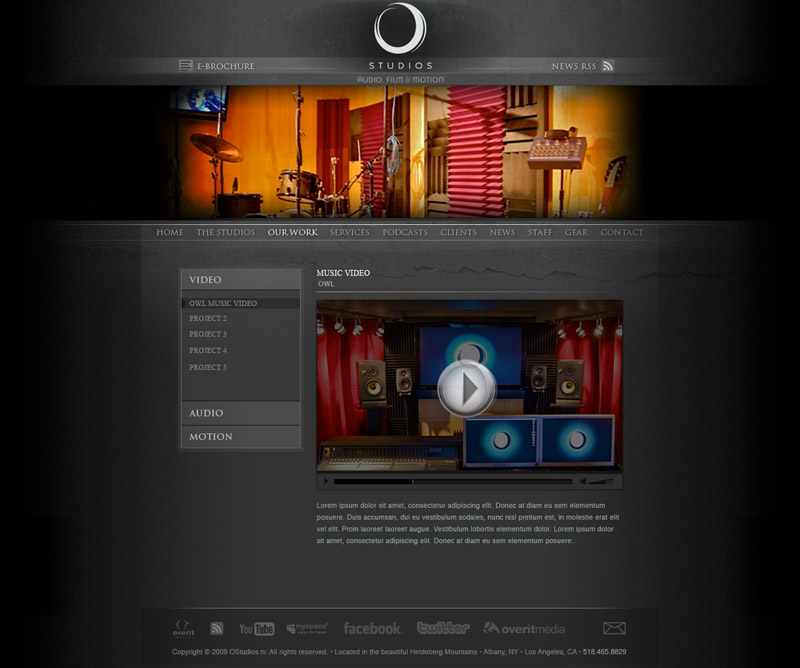 STUDIOS
AUDIO, FILM & MOTION
E-BROCHURE
NEWS RSS
HOME THE STUDIOS OUR WORK SERVICES PODCASTS CLIENTS NEWS STAFF GEAR CONTACT
VIDEO
OWL MUSIC VIDEO
PROJECT 2
PROJECT 3
PROJECT 4
PROJECT 5
AUDIO
MOTION
MUSIC VIDEO
OWL
Lorem ipsum dolor sit amet, consectetur adipiscing elit. Donec at diam eu sem elementum
posuere. Duis accumsan, dui eu vestibulum sodales, nunc nisl pretium est, in molestie erat elit
vel elit. Proin laoreet laoreet augue. Vestibulum lobortis elementum dolor. Lorem ipsum dolor
sit amet, consectetur adipiscing elit. Donec at diam eu sem elementum posuere.
overit YouTube myspace facebook twitter overitmedia
Copyright © 2009 OStudios.tv. All rights reserved. • Located in the beautiful Heldeberg Mountains • Albany, NY • Los Angeles, CA • 518.465.8829